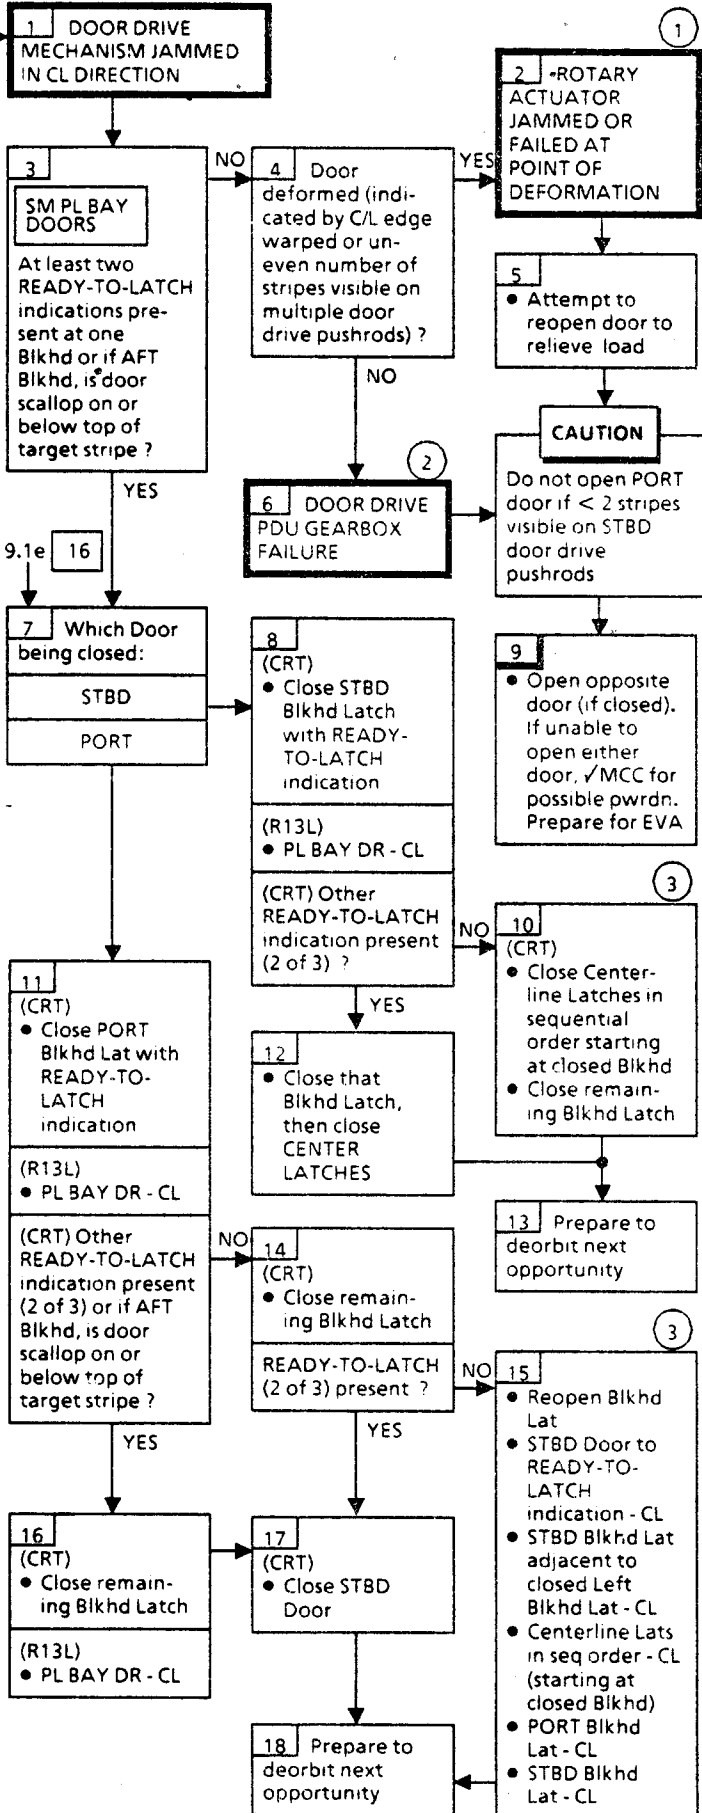 1 DOOR DRIVE
MECHANISM JAMMED
IN CL DIRECTION
1
2 ROTARY
ACTUATOR
JAMMED OR
FAILED AT
POINT OF
DEFORMATION
3
SM PL BAY
DOORS
At least two
READY-TO-LATCH
indications pre-
sent at one
Blkhd or if AFT
Blkhd, is door
scallop on or
below top of
target stripe ?
NO
YES
4 Door
deformed (indi-
cated by C/L edge
warped or un-
even number of
stripes visible on
multiple door
drive pushrods) ?
YES
NO
5
• Attempt to
reopen door to
relieve load
2
6 DOOR DRIVE
PDU GEARBOX
FAILURE
CAUTION
Do not open PORT
door if < 2 stripes
visible on STBD
door drive
pushrods
9.1e 16
7 Which Door
being closed:
STBD
PORT
8
(CRT)
• Close STBD
Blkhd Latch
with READY-
TO-LATCH
indication
(R13L)
• PL BAY DR - CL
(CRT) Other
READY-TO-LATCH
indication present
(2 of 3) ?
NO
YES
9
• Open opposite
door (if closed).
If unable to
open either
door, ✓MCC for
possible pwrdn.
Prepare for EVA
3
10
(CRT)
• Close Center-
line Latches in
sequential
order starting
at closed Blkhd
• Close remain-
ing Blkhd Latch
11
(CRT)
• Close PORT
Blkhd Lat with
READY-TO-
LATCH
indication
(R13L)
• PL BAY DR - CL
(CRT) Other
READY-TO-LATCH
indication present
(2 of 3) or if AFT
Blkhd, is door
scallop on or
below top of
target stripe ?
NO
YES
12
• Close that
Blkhd Latch,
then close
CENTER
LATCHES
13 Prepare to
deorbit next
opportunity
14
(CRT)
• Close remain-
ing Blkhd Latch
READY-TO-LATCH
(2 of 3) present ?
NO
YES
3
15
• Reopen Blkhd
Lat
• STBD Door to
READY-TO-
LATCH
indication - CL
• STBD Blkhd Lat
adjacent to
closed Left
Blkhd Lat - CL
• Centerline Lats
in seq order - CL
(starting at
closed Blkhd)
• PORT Blkhd
Lat - CL
• STBD Blkhd
Lat - CL
16
(CRT)
• Close remain-
ing Blkhd Latch
(R13L)
• PL BAY DR - CL
17
(CRT)
• Close STBD
Door
18 Prepare to
deorbit next
opportunity